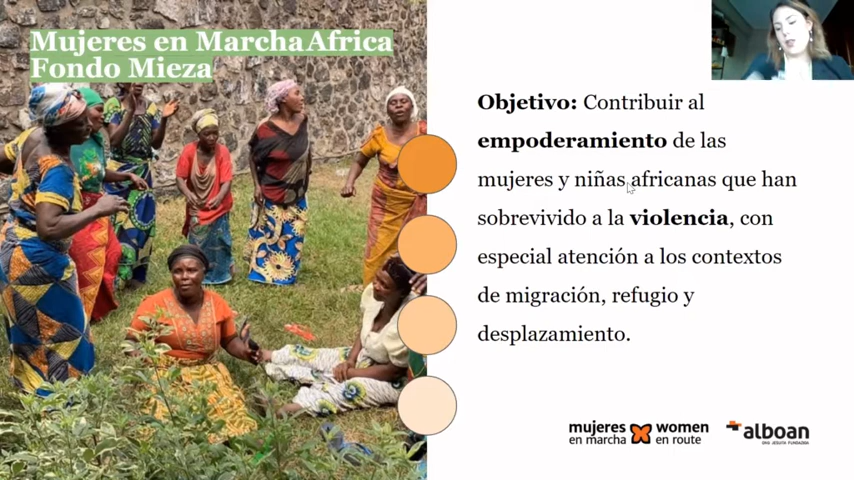 Mujeres en Marcha Africa
Fondo Mieza
Objetivo: Contribuir al
empoderamiento de las
mujeres y niñas africanas que han
sobrevivido a la violencia, con
especial atención a los contextos
de migración, refugio y
desplazamiento.
mujeres women
en marcha en route
alboan